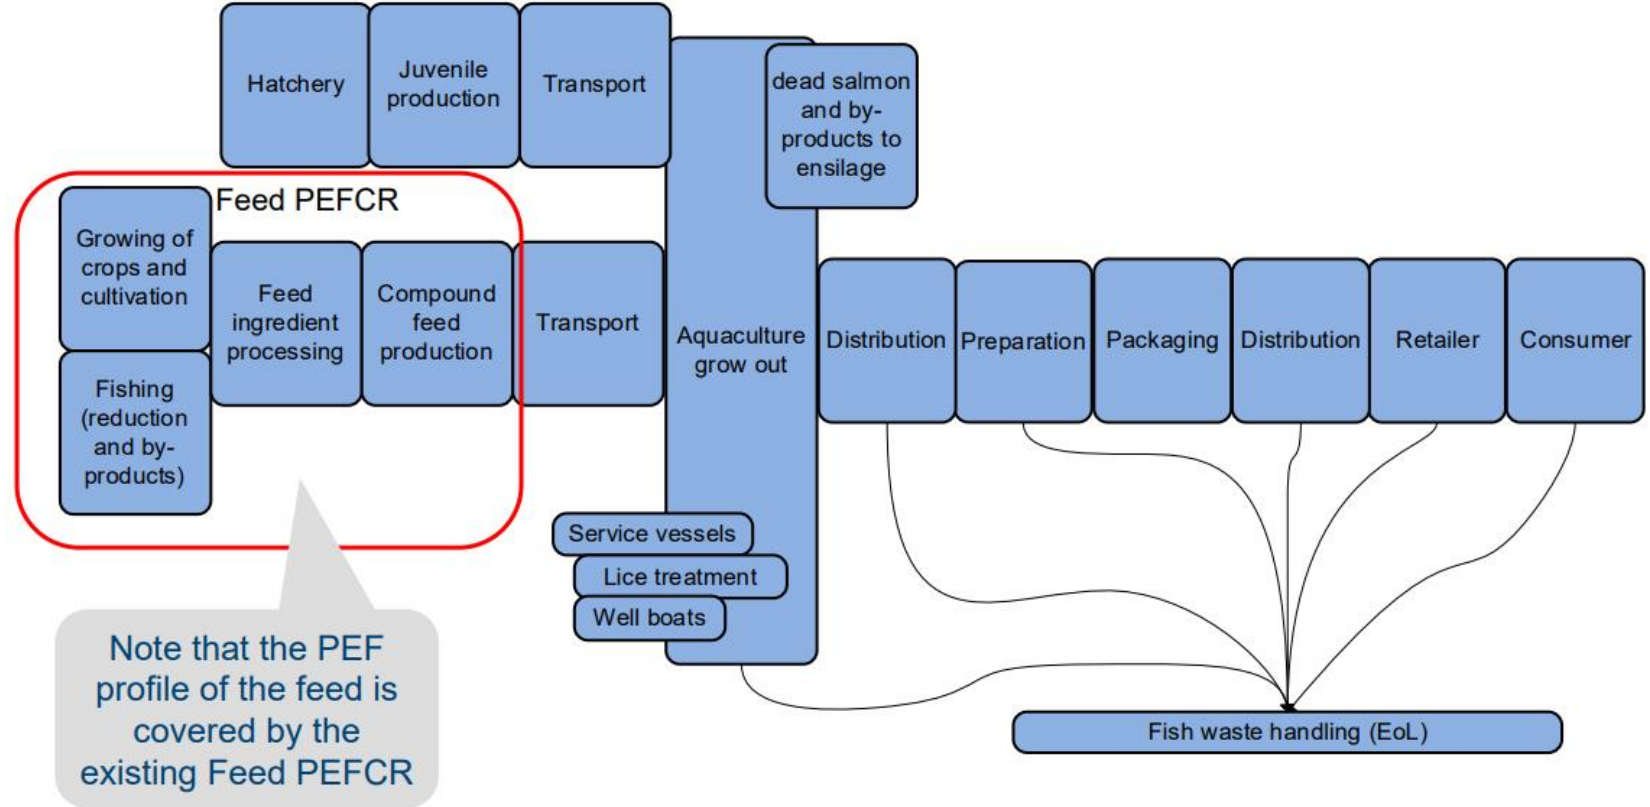 Hatchery
Juvenile
production
Transport
dead salmon
and by-
products to
ensilage
Feed PEFCR
Growing of
crops and
cultivation
Fishing
(reduction
and by-
products)
Feed
ingredient
processing
Compound
feed
production
Transport
Aquaculture
grow out
Service vessels
Lice treatment
Well boats
Distribution
Preparation
Packaging
Distribution
Retailer
Consumer
Fish waste handling (EoL)
Note that the PEF
profile of the feed is
covered by the
existing Feed PEFCR